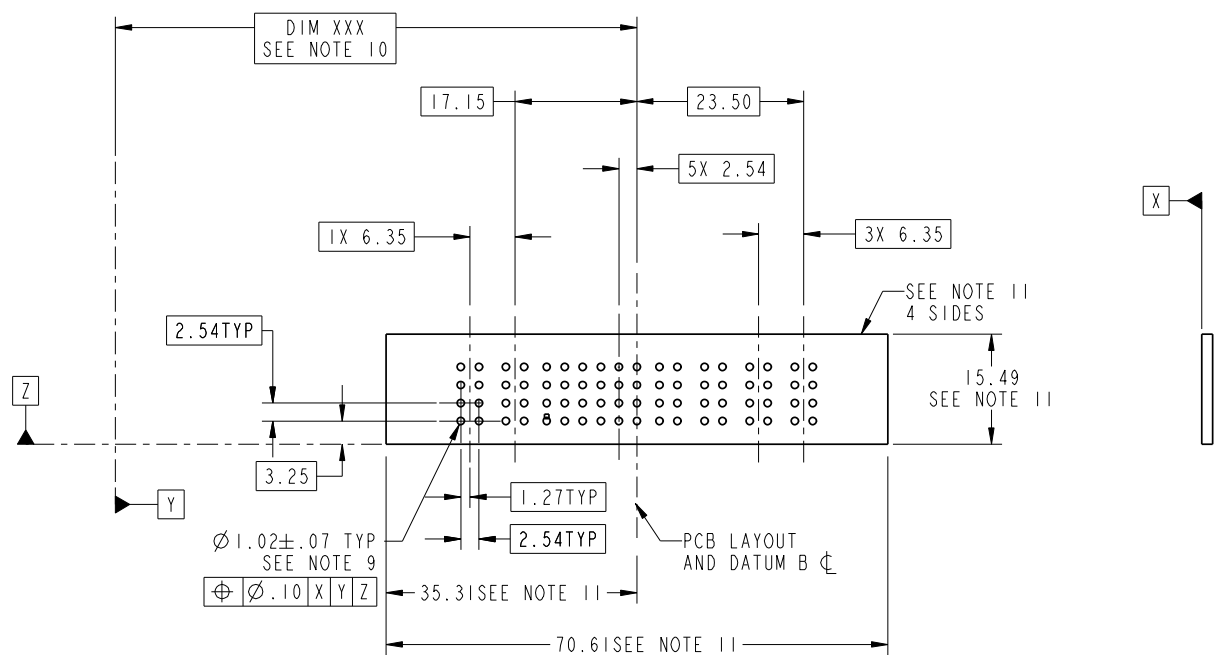 DIM XXX
SEE NOTE 10
17.15
23.50
5X 2.54
X
1X 6.35
3X 6.35
SEE NOTE 11
4 SIDES
2.54TYP
15.49
SEE NOTE 11
Z
3.25
1.27TYP
Y
Ø1.02±.07 TYP
SEE NOTE 9
2.54TYP
PCB LAYOUT
AND DATUM B ℄
⌖ Ø.10 X Y Z
35.31SEE NOTE 11
70.61SEE NOTE 11